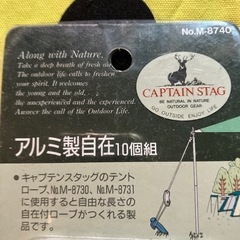 No.M-8740
Along with Nature.
Take a deep breath of fresh air
The outdoor life calls to freshen
your spirit. It welcomes
the young and the old,
the unexperienced and the experienced.
Answer the call of the Outdoor Life.
CAPTAIN STAG
BE NATURAL IN NATURE
OUTDOOR GEAR
GO OUTSIDE ENJOY LIFE
アルミ製自在10個組
●キャプテンスタッグのテント
ロープ、No.M-8730、No.M-8731
に使用すると自由な長さの
自在付ロープがつくれる製
品です。